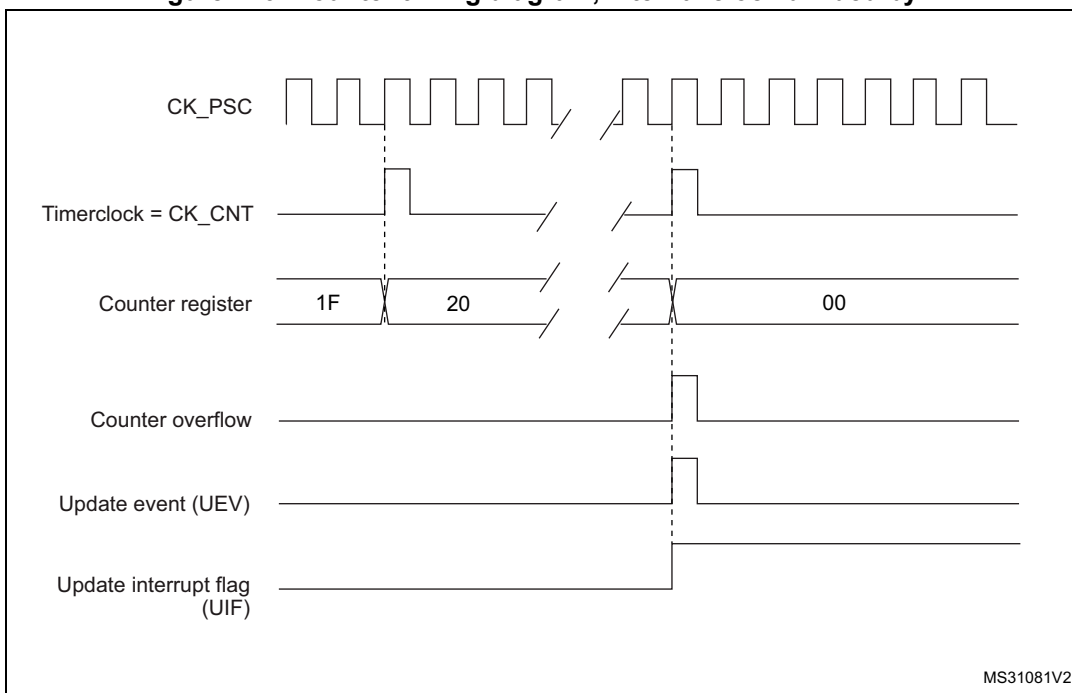 CK_PSC
Timerclock = CK_CNT
Counter register
1F
20
00
Counter overflow
Update event (UEV)
Update interrupt flag
(UIF)
MS31081V2